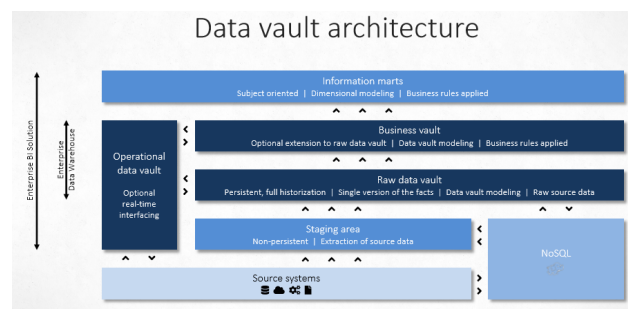 Data vault architecture
Enterprise BI Solution
Enterprise
Data Warehouse
Information marts
Subject oriented | Dimensional modeling | Business rules applied
Operational
data vault
Optional
real-time
interfacing
Business vault
Optional extension to raw data vault | Data vault modeling | Business rules applied
Raw data vault
Persistent, full historization | Single version of the facts | Data vault modeling | Raw source data
Staging area
Non-persistent | Extraction of source data
NoSQL
Source systems